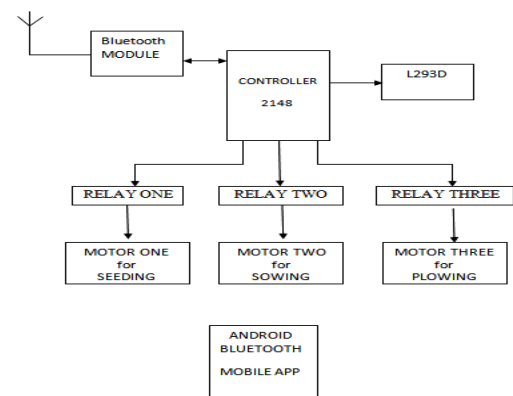 Bluetooth
MODULE
CONTROLLER
2148
L293D
RELAY ONE
RELAY TWO
RELAY THREE
MOTOR ONE
for
SEEDING
MOTOR TWO
for
SOWING
MOTOR THREE
for
PLOWING
ANDROID
BLUETOOTH
MOBILE APP